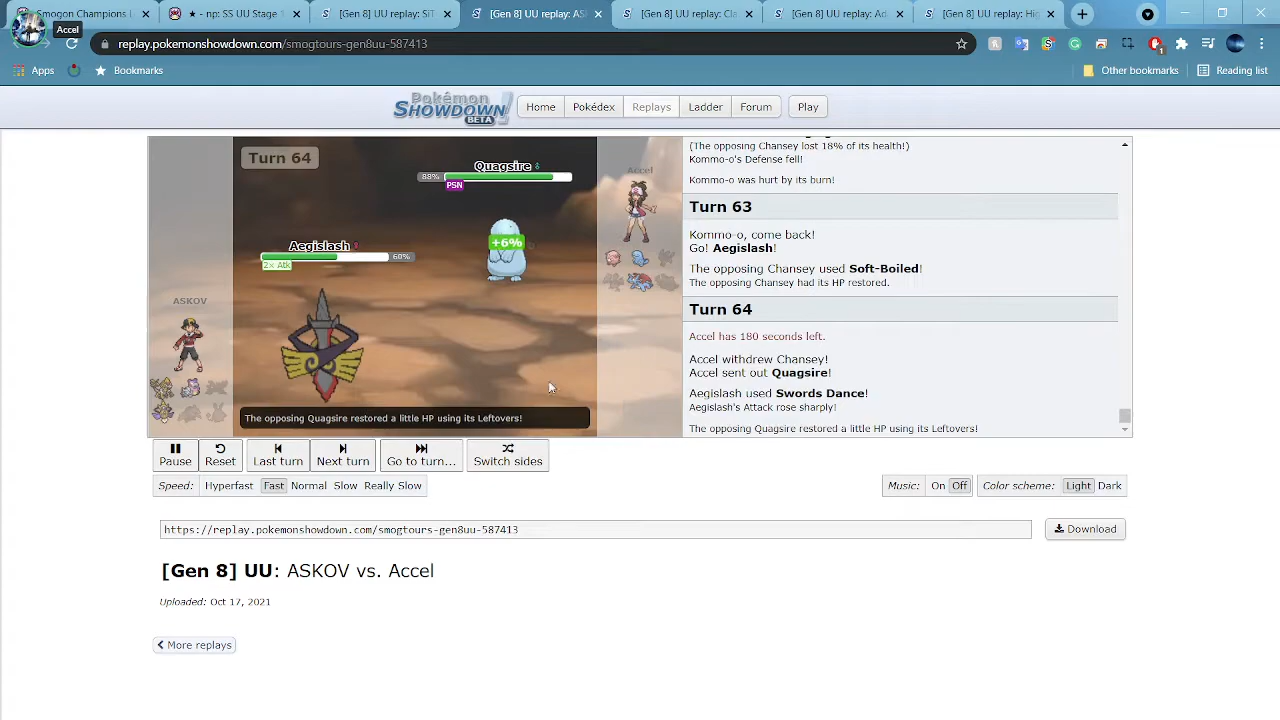 Smogon Champions L
★ - np: SS UU Stage 1
[Gen 8] UU replay: SiT
[Gen 8] UU replay: AS
[Gen 8] UU replay: C
[Gen 8] UU replay: Ad
[Gen 8] UU replay: Hig
Accel
replay.pokemonshowdown.com/smogtours-gen8uu-587413
Apps
Bookmarks
Other bookmarks
Reading list
Pokémon
SHOWDOWN!
BETA
Home
Pokédex
Replays
Ladder
Forum
Play
Turn 64
Quagsire
88%
PSN
+6%
Aegislash
60%
2× Atk
ASKOV
Accel
The opposing Quagsire restored a little HP using its Leftovers!
(The opposing Chansey lost 18% of its health!)
Kommo-o's Defense fell!
Kommo-o was hurt by its burn!
Turn 63
Kommo-o, come back!
Go! Aegislash!
The opposing Chansey used Soft-Boiled!
The opposing Chansey had its HP restored.
Turn 64
Accel has 180 seconds left.
Accel withdrew Chansey!
Accel sent out Quagsire!
Aegislash used Swords Dance!
Aegislash's Attack rose sharply!
The opposing Quagsire restored a little HP using its Leftovers!
Pause
Reset
Last turn
Next turn
Go to turn...
Switch sides
Speed: Hyperfast Fast Normal Slow Really Slow
Music: On Off
Color scheme: Light Dark
https://replay.pokemonshowdown.com/smogtours-gen8uu-587413
Download
[Gen 8] UU: ASKOV vs. Accel
Uploaded: Oct 17, 2021
More replays